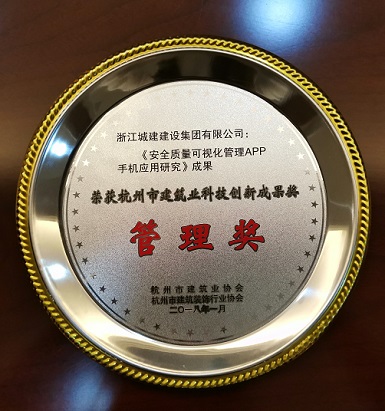 浙江城建建设集团有限公司：
《安全质量可视化管理APP
手机应用研究》成果
荣获杭州市建筑业科技创新成果奖
管理奖
杭州市建筑业协会
杭州市建筑装饰行业协会
二〇一八年一月